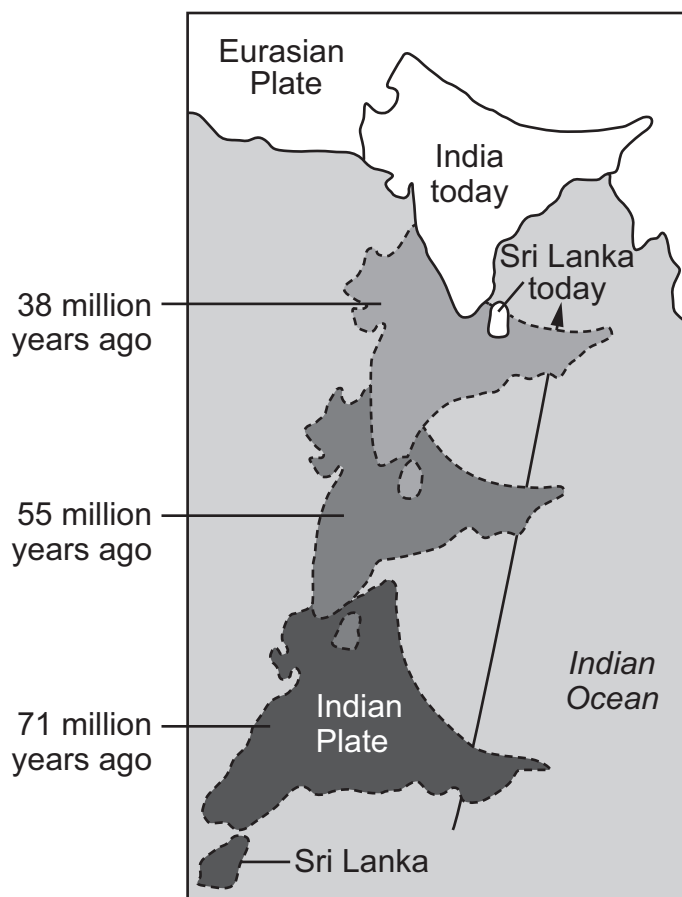 Eurasian
Plate
India
today
Sri Lanka
today
38 million
years ago
55 million
years ago
Indian
Ocean
71 million
years ago
Indian
Plate
Sri Lanka